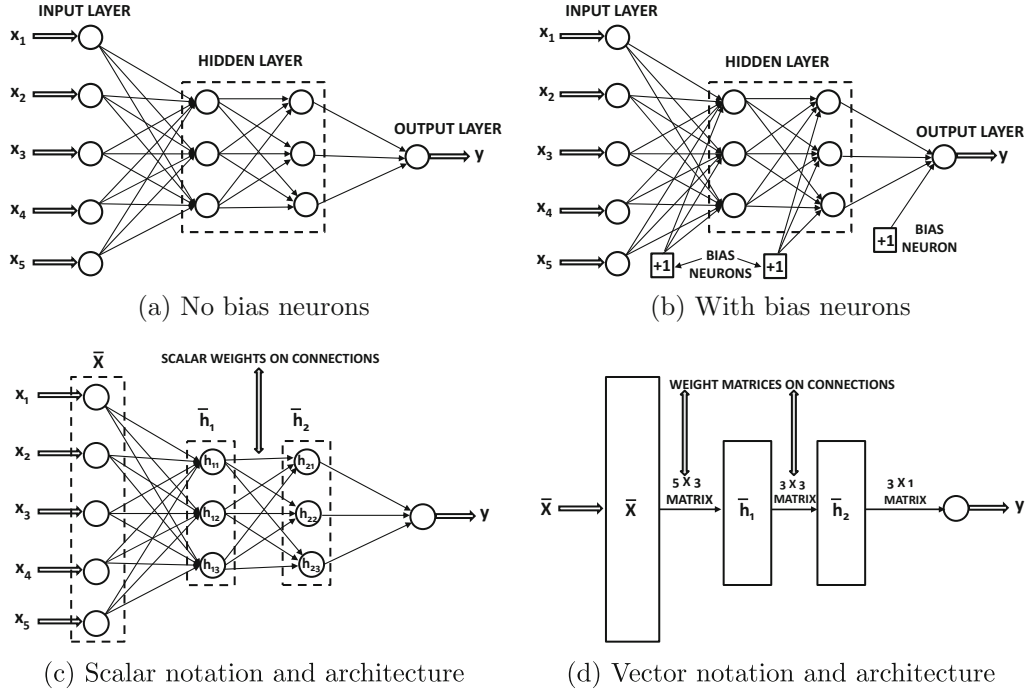 INPUT LAYER
x1
x2
x3
x4
x5
HIDDEN LAYER
OUTPUT LAYER
y
(a) No bias neurons
INPUT LAYER
x1
x2
x3
x4
x5
HIDDEN LAYER
OUTPUT LAYER
y
+1
BIAS
NEURONS
+1
+1
BIAS
NEURON
(b) With bias neurons
SCALAR WEIGHTS ON CONNECTIONS
X̅
x1
x2
x3
x4
x5
h̅1
h̅2
h11
h12
h13
h21
h22
h23
y
(c) Scalar notation and architecture
WEIGHT MATRICES ON CONNECTIONS
X̅
X̅
5 X 3
MATRIX
h̅1
3 X 3
MATRIX
h̅2
3 X 1
MATRIX
y
(d) Vector notation and architecture